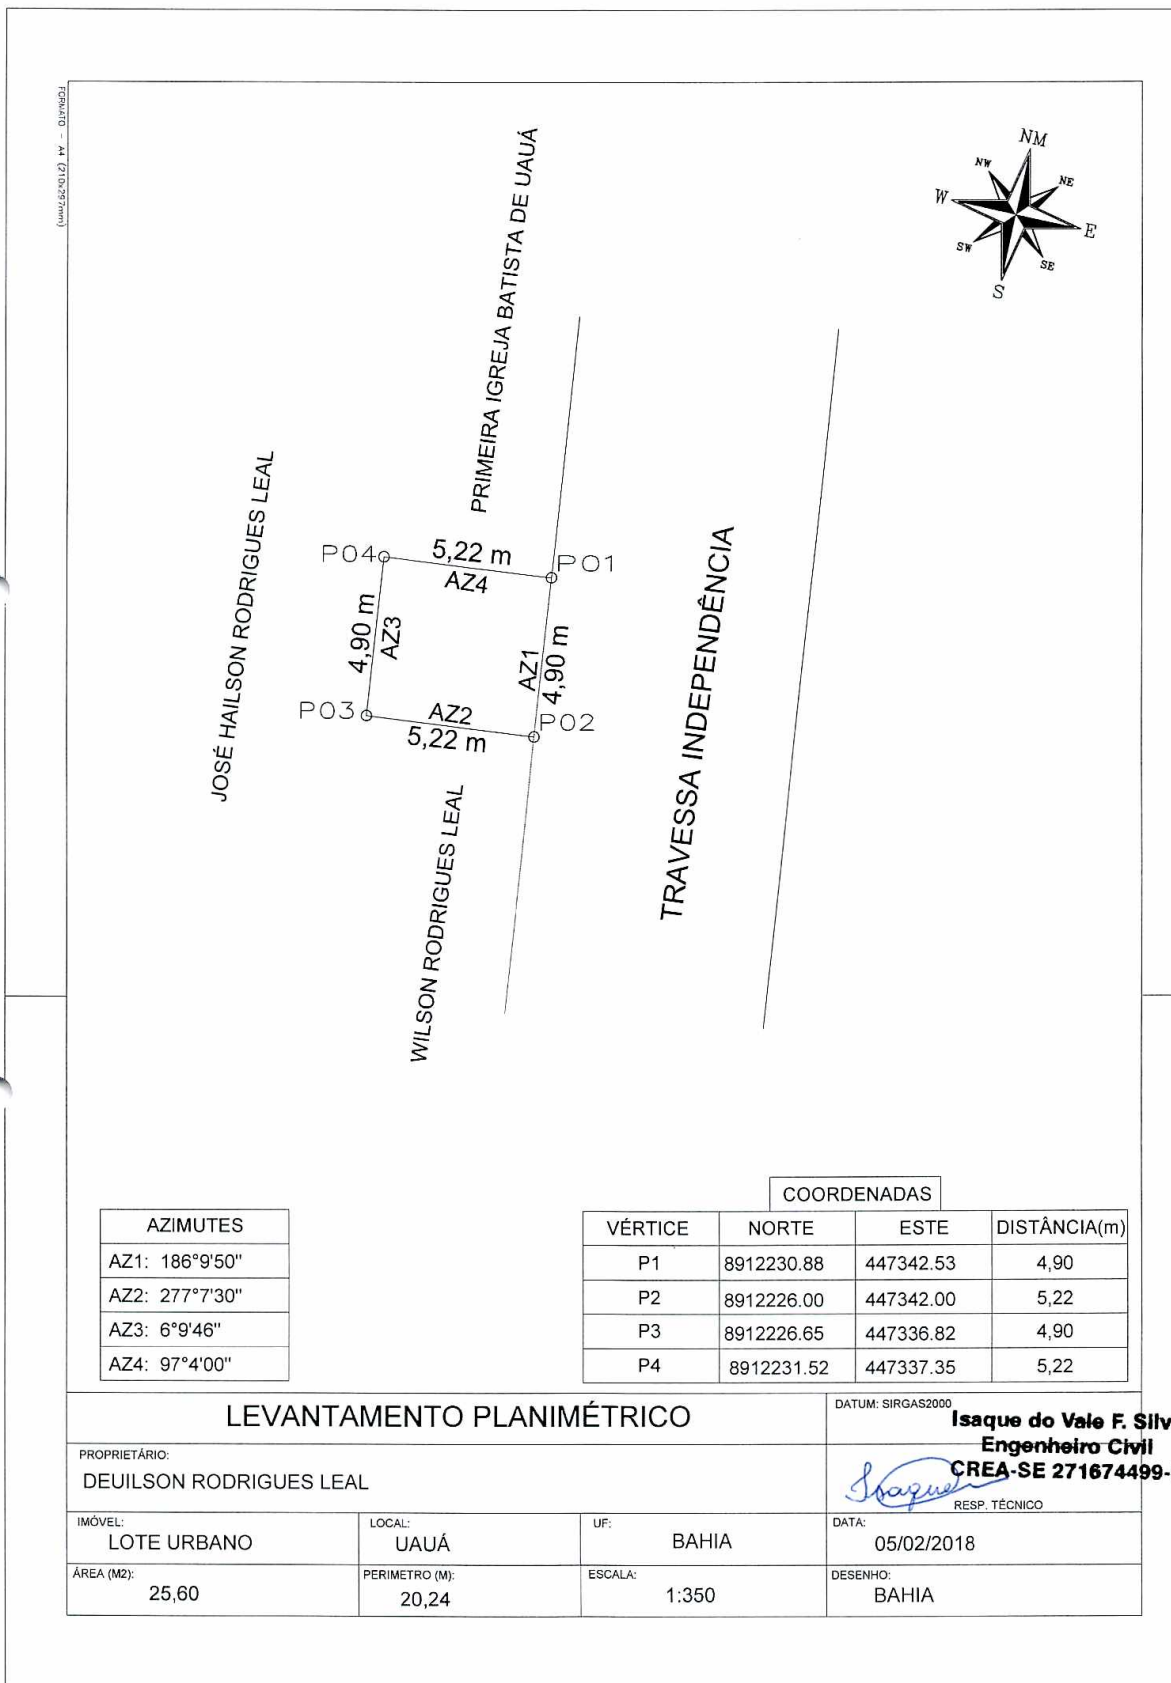 FORMATO - A4 (210x297mm)
NM
NW
NE
W
E
SW
SE
S
PRIMEIRA IGREJA BATISTA DE UAUÁ
JOSÉ HAILSON RODRIGUES LEAL
P04
5,22 m
P01
AZ4
4,90 m
AZ3
AZ1
4,90 m
P03
AZ2
P02
5,22 m
TRAVESSA INDEPENDÊNCIA
WILSON RODRIGUES LEAL
COORDENADAS
AZIMUTES
AZ1: 186°9'50"
AZ2: 277°7'30"
AZ3: 6°9'46"
AZ4: 97°4'00"
VÉRTICE NORTE ESTE DISTÂNCIA(m)
P1 8912230.88 447342.53 4,90
P2 8912226.00 447342.00 5,22
P3 8912226.65 447336.82 4,90
P4 8912231.52 447337.35 5,22
LEVANTAMENTO PLANIMÉTRICO
DATUM: SIRGAS2000
Isaque do Vale F. Silv
Engenheiro Civil
CREA-SE 271674499-
Isaque
RESP. TÉCNICO
PROPRIETÁRIO:
DEUILSON RODRIGUES LEAL
IMÓVEL: LOCAL: UF: DATA:
LOTE URBANO UAUÁ BAHIA 05/02/2018
ÁREA (M2): PERIMETRO (M): ESCALA: DESENHO:
25,60 20,24 1:350 BAHIA